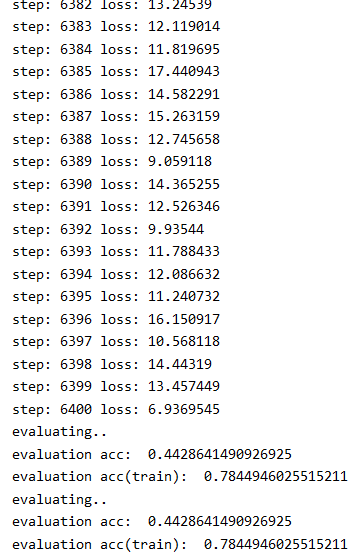 step: 6382 loss: 13.24539
step: 6383 loss: 12.119014
step: 6384 loss: 11.819695
step: 6385 loss: 17.440943
step: 6386 loss: 14.582291
step: 6387 loss: 15.263159
step: 6388 loss: 12.745658
step: 6389 loss: 9.059118
step: 6390 loss: 14.365255
step: 6391 loss: 12.526346
step: 6392 loss: 9.93544
step: 6393 loss: 11.788433
step: 6394 loss: 12.086632
step: 6395 loss: 11.240732
step: 6396 loss: 16.150917
step: 6397 loss: 10.568118
step: 6398 loss: 14.44319
step: 6399 loss: 13.457449
step: 6400 loss: 6.9369545
evaluating..
evaluation acc:  0.4428641490926925
evaluation acc(train):  0.7844946025515211
evaluating..
evaluation acc:  0.4428641490926925
evaluation acc(train):  0.7844946025515211